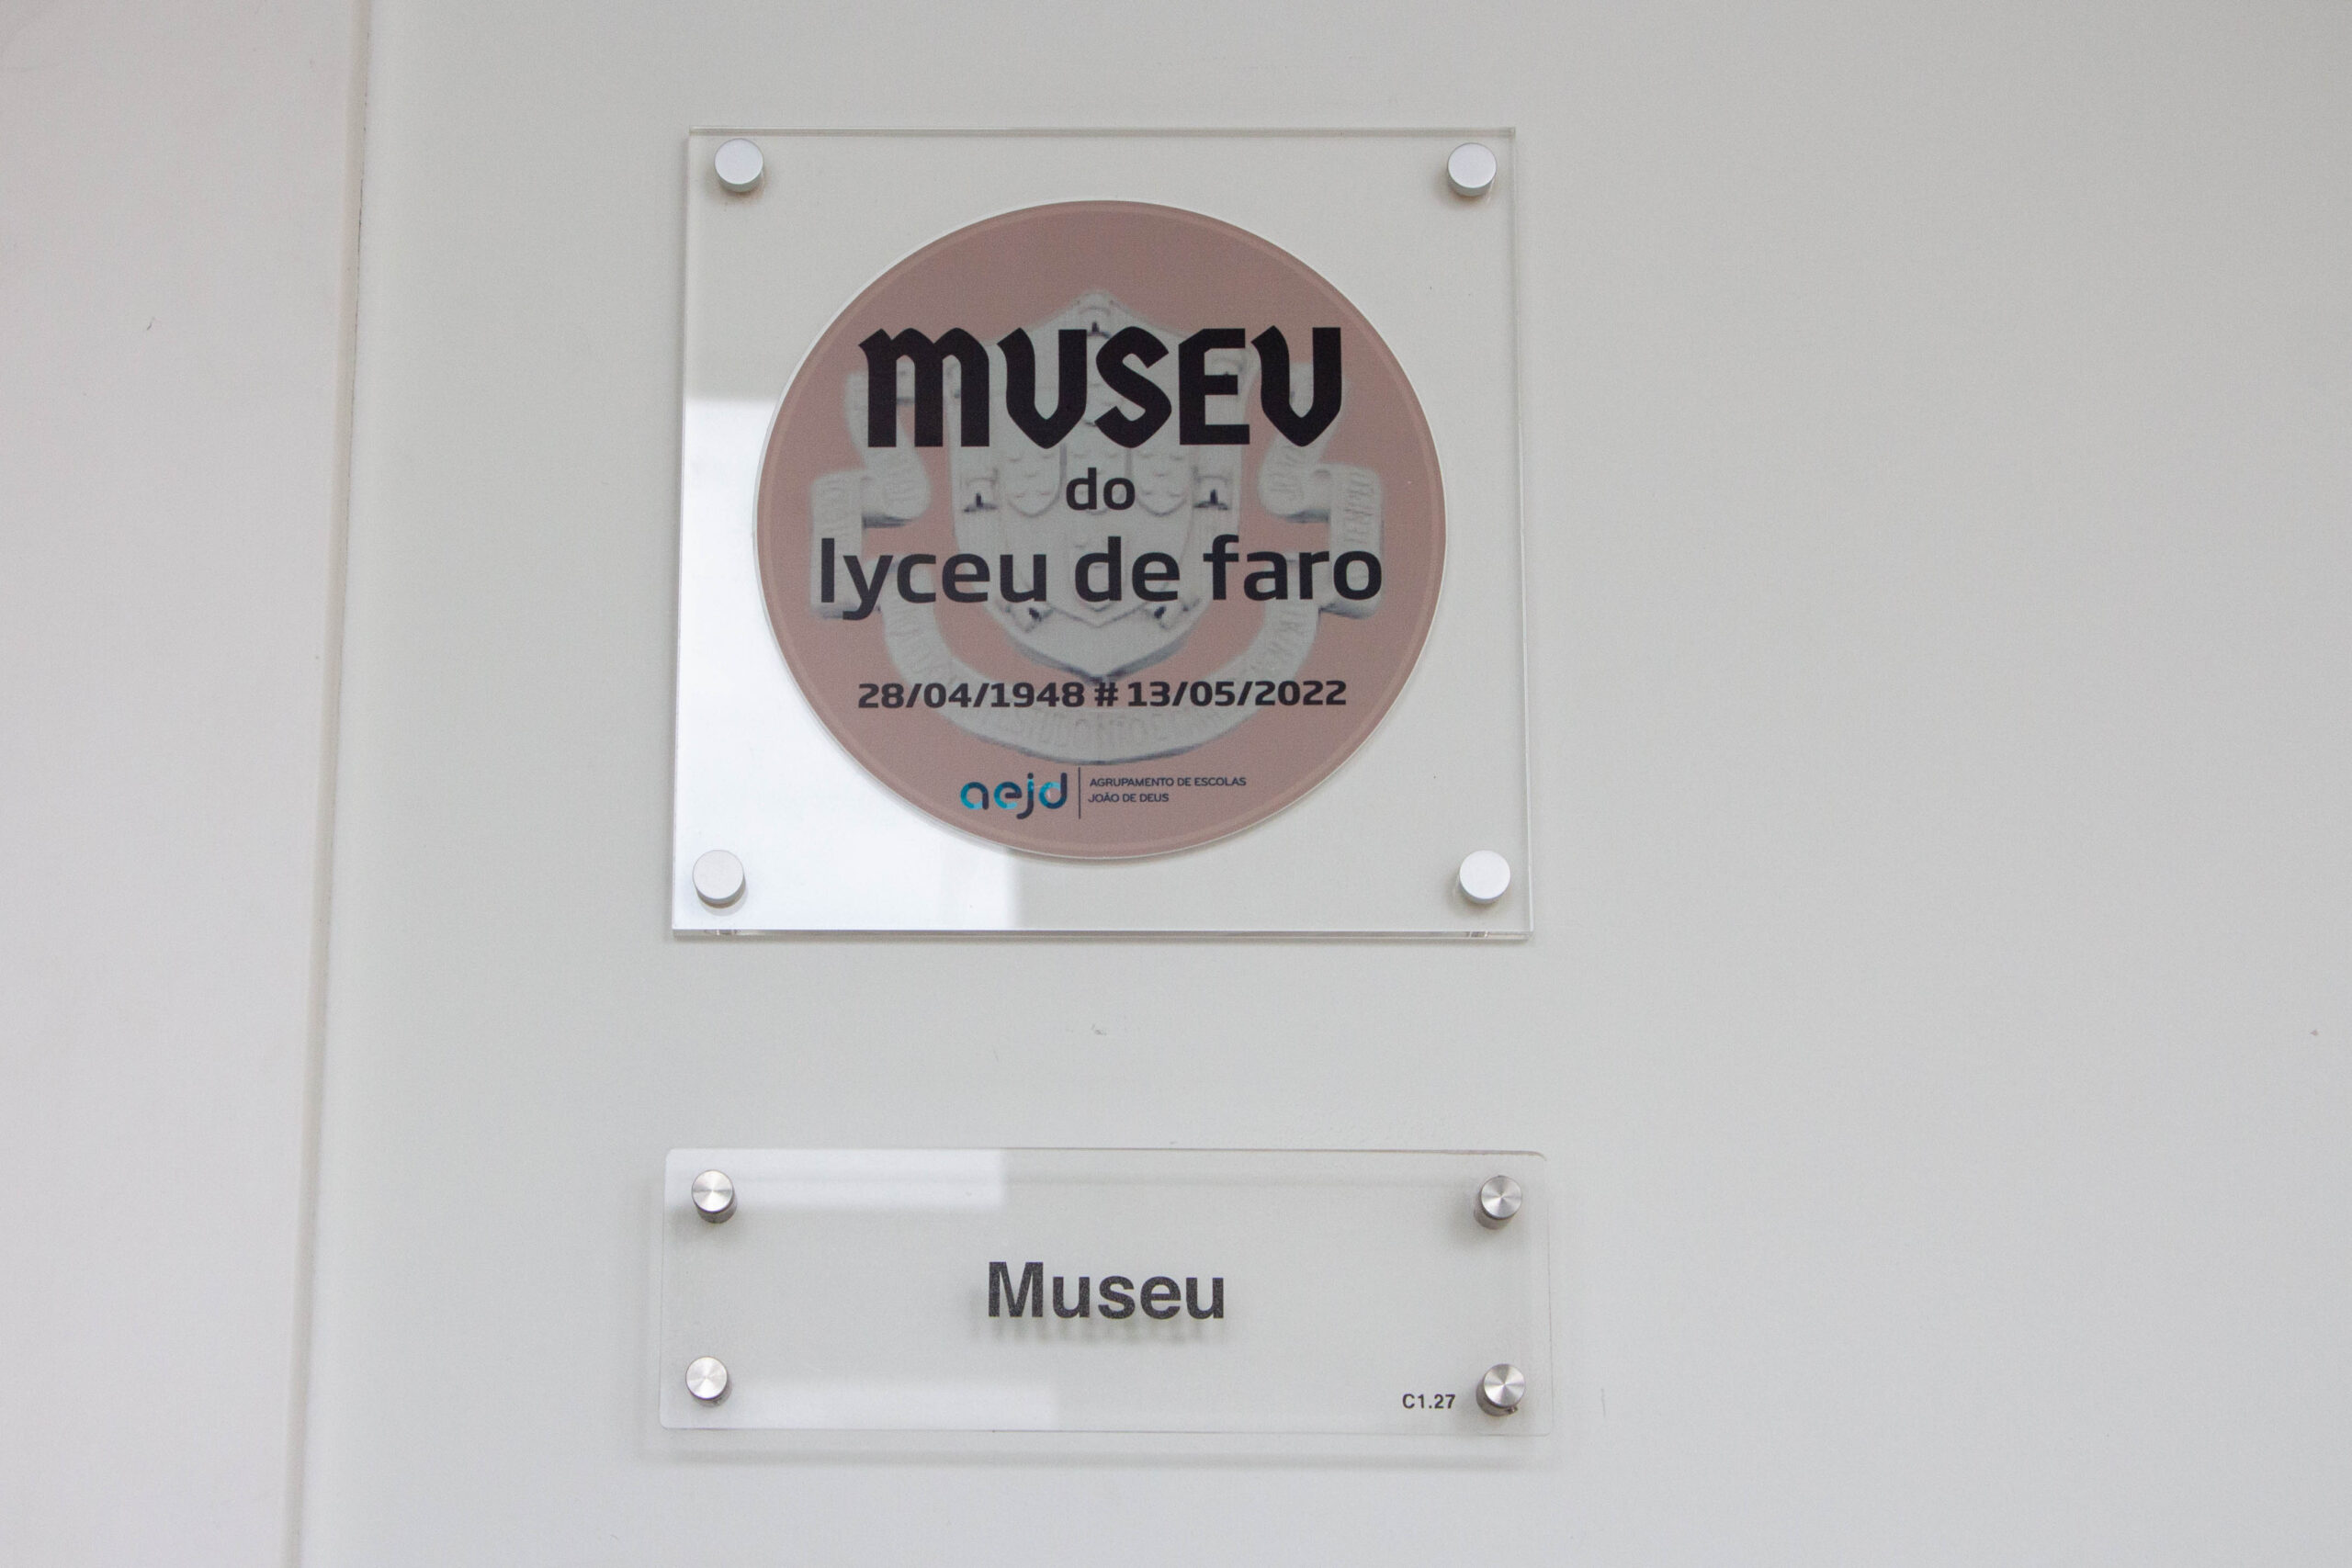 MUSEU
do
lyceu de faro
28/04/1948 # 13/05/2022
aejd
AGRUPAMENTO DE ESCOLAS
JOÃO DE DEUS
Museu
C1.27